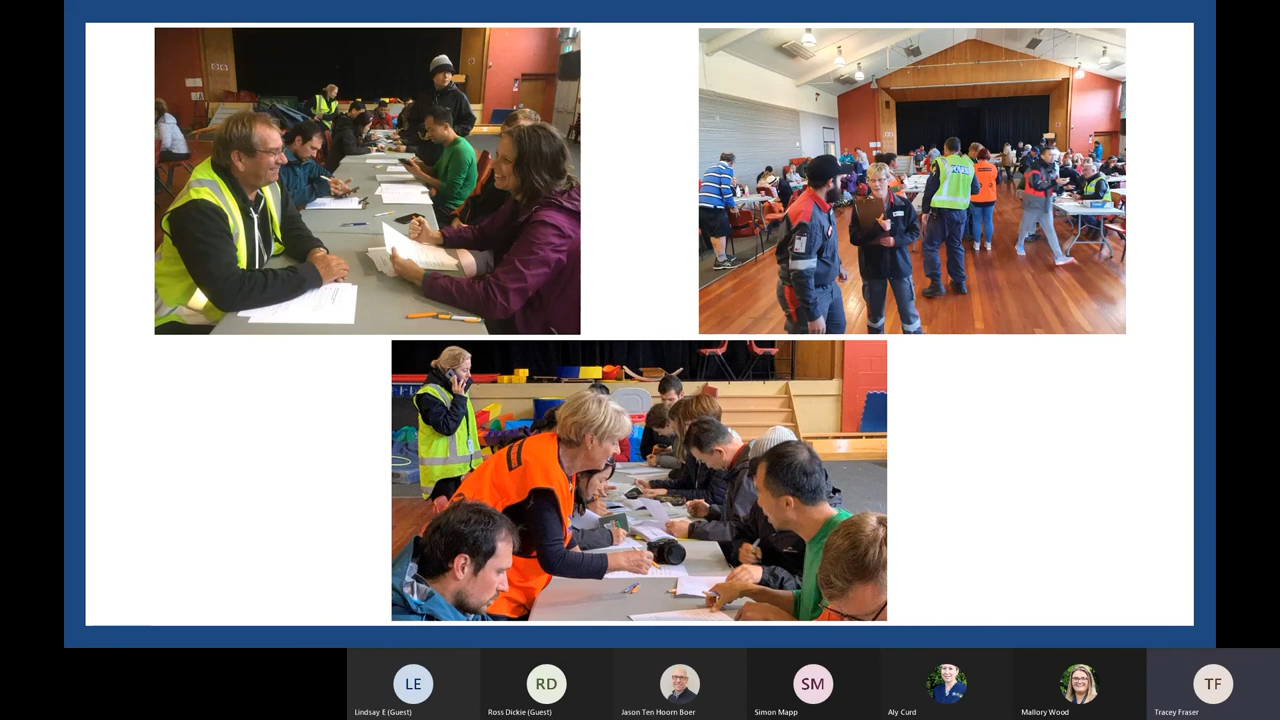 POLICE
LE
RD
SM
TF
Lindsay E (Guest)
Ross Dickie (Guest)
Jason Ten Hoorn Boer
Simon Mapp
Aly Curd
Mallory Wood
Tracey Fraser